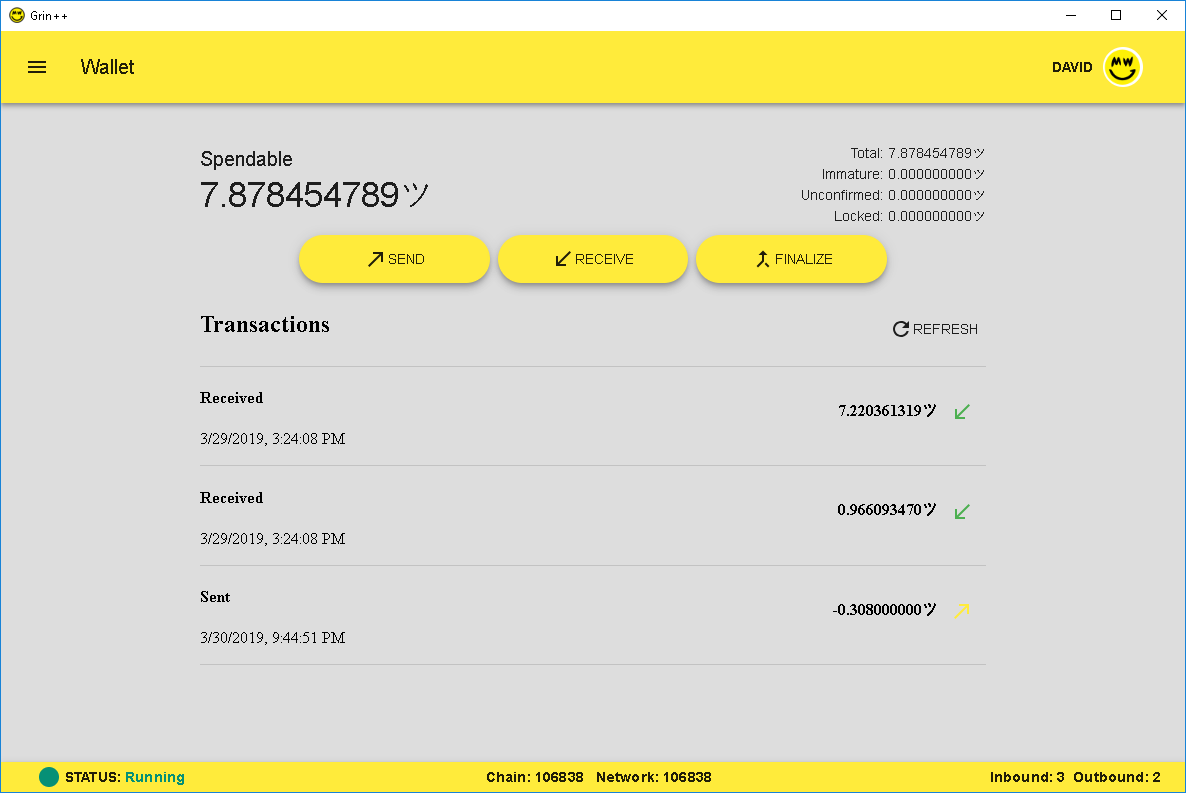 Grin++
Wallet
DAVID
MW
Spendable
7.878454789ツ
Total: 7.878454789ツ
Immature: 0.000000000ツ
Unconfirmed: 0.000000000ツ
Locked: 0.000000000ツ
SEND
RECEIVE
FINALIZE
Transactions
REFRESH
Received
7.220361319ツ
3/29/2019, 3:24:08 PM
Received
0.966093470ツ
3/29/2019, 3:24:08 PM
Sent
-0.308000000ツ
3/30/2019, 9:44:51 PM
STATUS: Running
Chain: 106838 Network: 106838
Inbound: 3 Outbound: 2